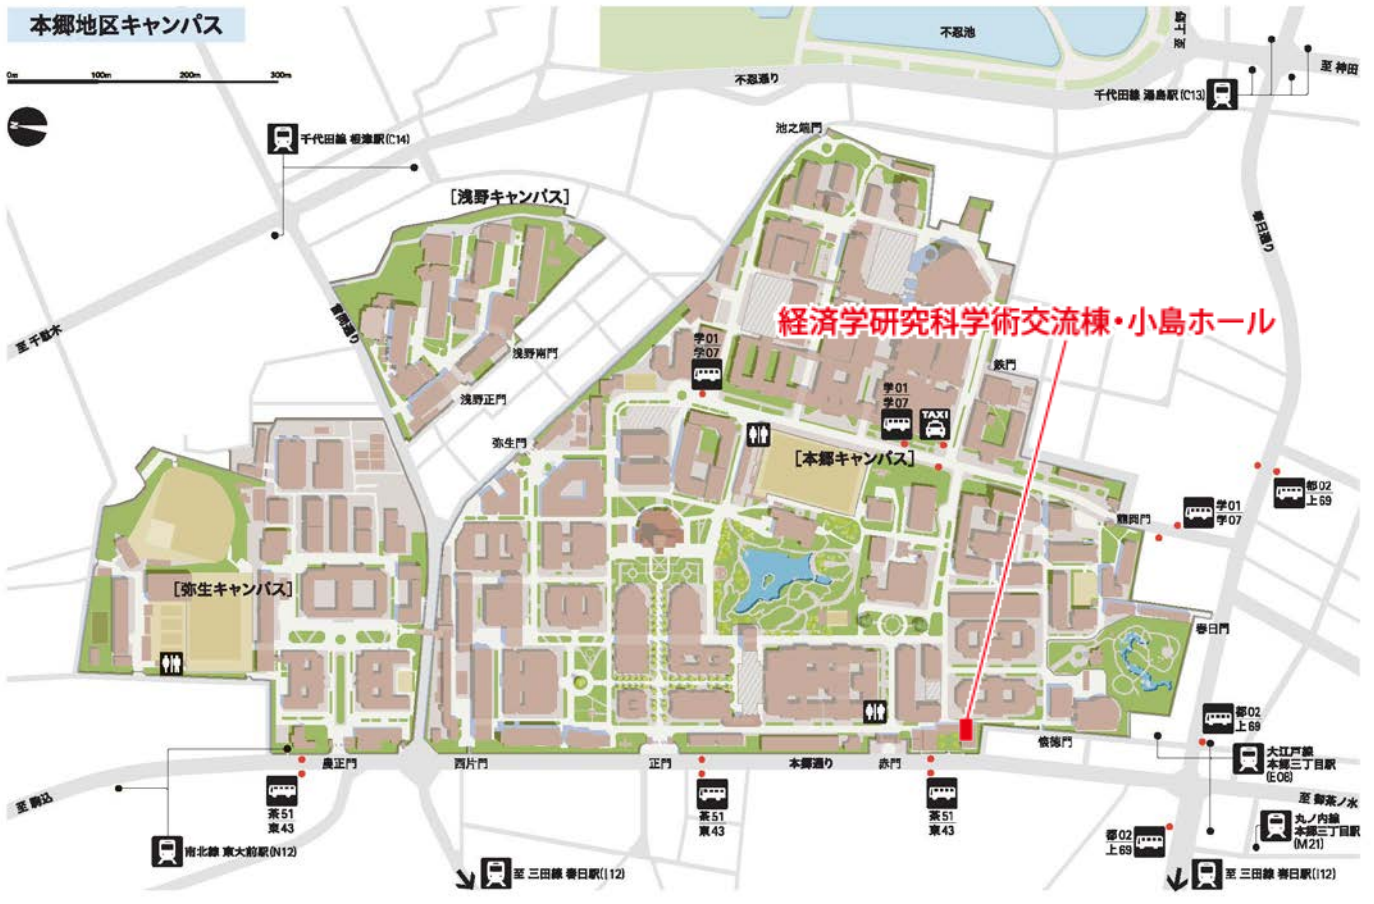 本郷地区キャンパス
0m 100m 200m 300m
N
不忍池
至 上野
至 神田
不忍通り
千代田線 湯島駅(C13)
千代田線 根津駅(C14)
池之端門
[浅野キャンパス]
春日通り
至 千駄木
言問通り
経済学研究科学術交流棟・小島ホール
学01
学07
浅野南門
鉄門
学01
学07
TAXI
浅野正門
弥生門
[本郷キャンパス]
都02
上69
学01
学07
龍岡門
[弥生キャンパス]
春日門
都02
上69
懐徳門
大江戸線
本郷三丁目駅
(E08)
農正門
西片門
正門
本郷通り
赤門
至 駒込
茶51
東43
茶51
東43
茶51
東43
至 御茶ノ水
丸ノ内線
本郷三丁目駅
(M21)
都02
上69
南北線 東大前駅(N12)
至 三田線 春日駅(I12)
至 三田線 春日駅(I12)